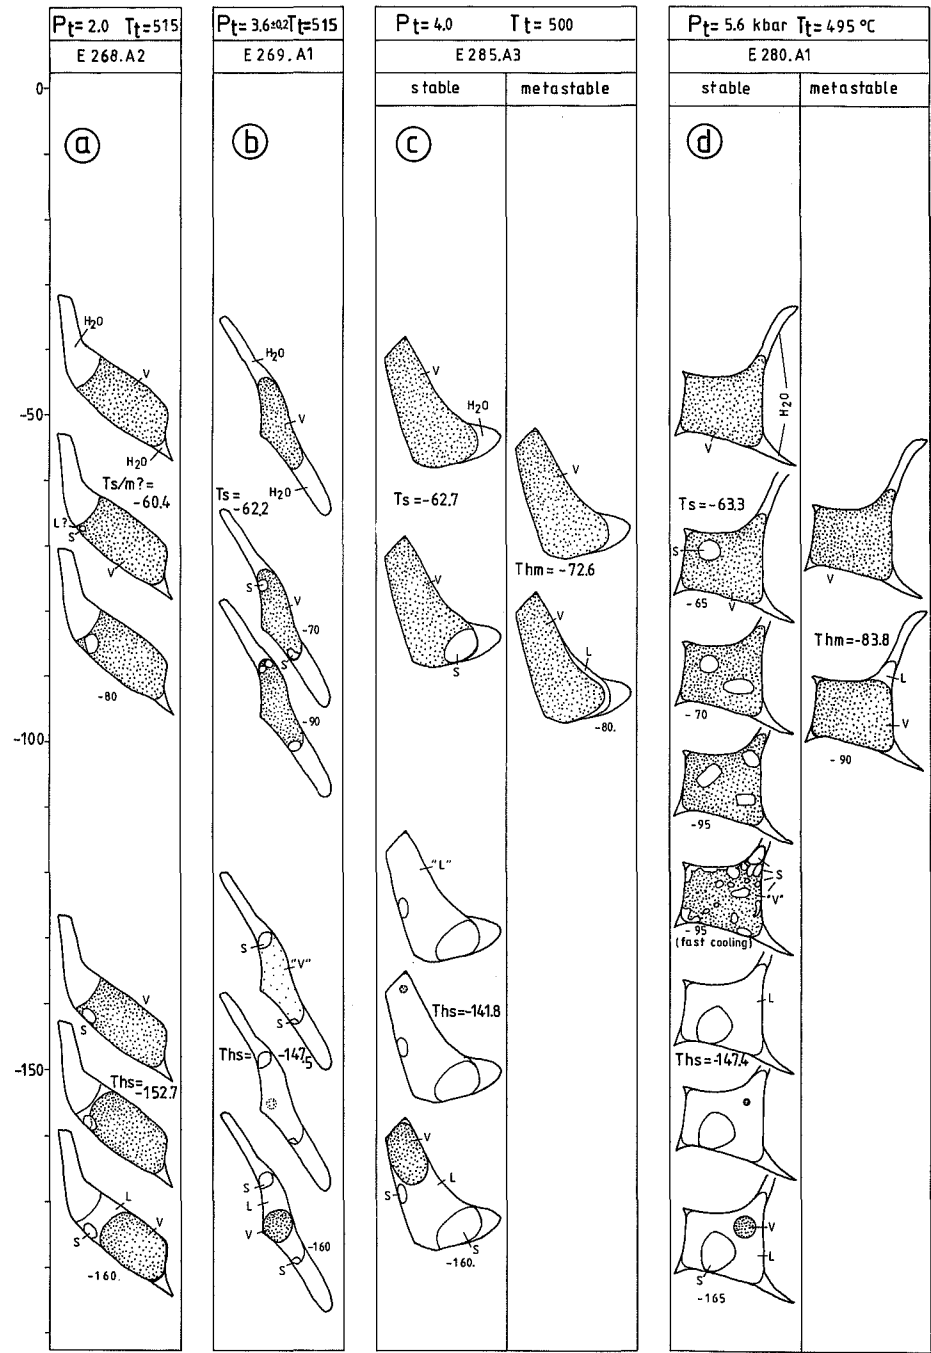 Pt= 2.0 Tt=515
E 268.A2
0
-50
-100
-150
a
H2O
V
H2O
Ts/m?=
-60.4
L?
S
V
-80
V
S
Ths=
-152.7
L
V
S
-160.
Pt= 3.6±0.2 Tt=515
E 269.A1
b
H2O
V
H2O
Ts=
-62.2
S
V
-70
S
-90
S
"V"
S
Ths= -147.5
S
L
V
-160
S
Pt= 4.0 Tt= 500
E 285.A3
stable metastable
c
V
H2O
Ts= -62.7
V
S
V
Thm= -72.6
V
L
-80.
"L"
Ths=-141.8
V
L
S
S
-160.
Pt= 5.6 kbar Tt= 495 °C
E 280.A1
stable metastable
d
H2O
V
Ts= -63.3
S
-65 V
V
- 70
Thm=-83.8
L
V
- 90
-95
S
"V"
- 95
(fast cooling)
L
Ths=-147.4
V
L
S
-165